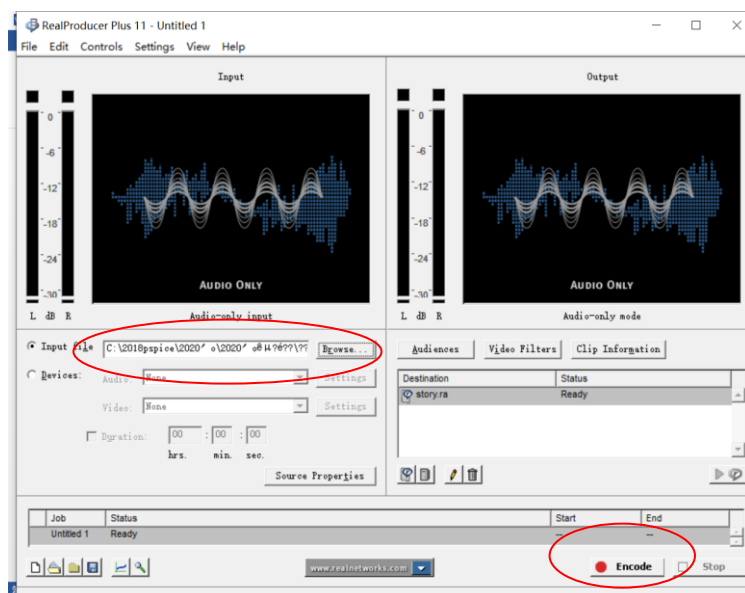 RealProducer Plus 11 - Untitled 1
File Edit Controls Settings View Help
Input
Output
0
-6
-12
-18
-24
-30
L dB R
AUDIO ONLY
Audio-only input
0
-6
-12
-18
-24
-30
L dB R
AUDIO ONLY
Audio-only mode
Input file
Browse...
Devices:
Audio: None
Settings
Video: None
Settings
Duration: 00 : 00 : 00
hrs. min. sec.
Source Properties
Audiences
Video Filters
Clip Information
Destination Status
story.ra Ready
Job Status Start End
Untitled 1 Ready -- --
www.realnetworks.com
Encode
Stop